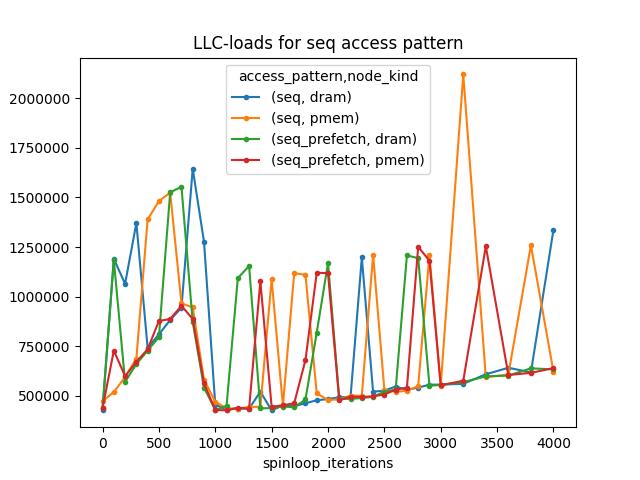 LLC-loads for seq access pattern
access_pattern,node_kind
(seq, dram)
(seq, pmem)
(seq_prefetch, dram)
(seq_prefetch, pmem)
2000000
1750000
1500000
1250000
1000000
750000
500000
0 500 1000 1500 2000 2500 3000 3500 4000
spinloop_iterations